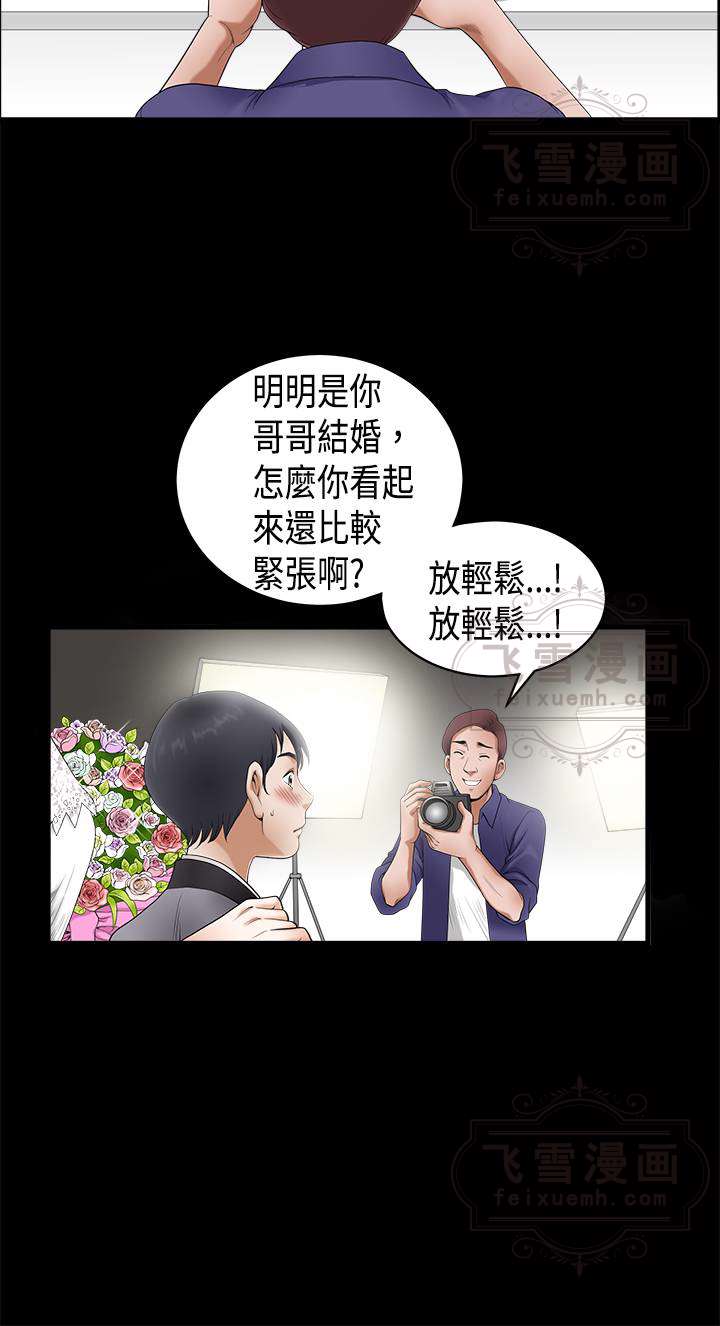 飞雪漫画
feixuemh.com
明明是你
哥哥結婚，
怎麼你看起
來還比較
緊張啊?
放輕鬆...!
放輕鬆...!
飞雪漫画
feixuemh.com
飞雪漫画
feixuemh.com